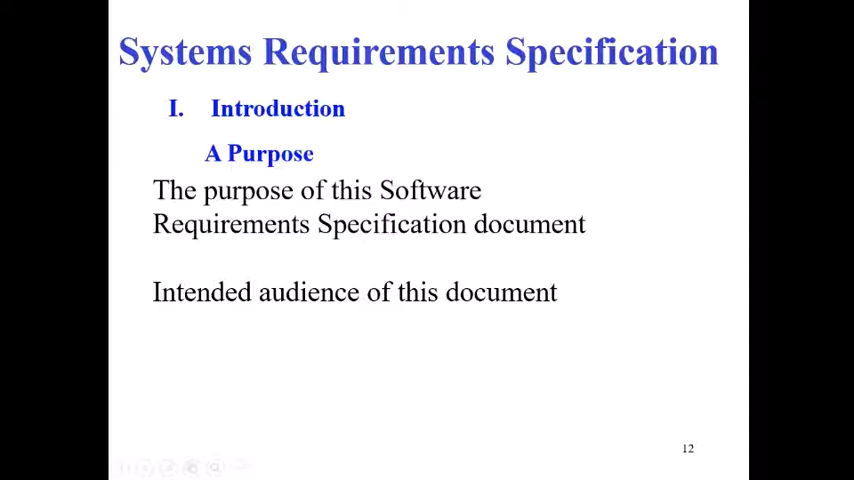 Systems Requirements Specification
I. Introduction
A Purpose
The purpose of this Software
Requirements Specification document
Intended audience of this document
12